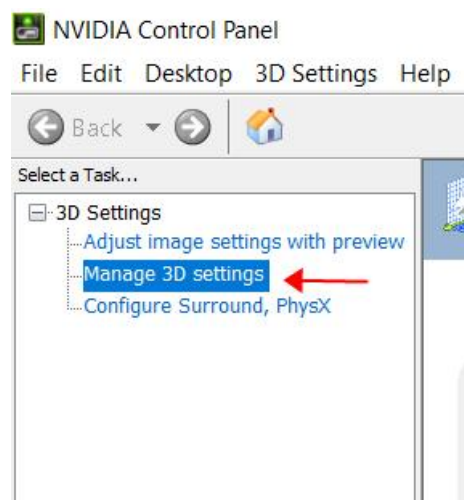 NVIDIA Control Panel
File Edit Desktop 3D Settings Help
Back
Select a Task...
3D Settings
Adjust image settings with preview
Manage 3D settings
Configure Surround, PhysX